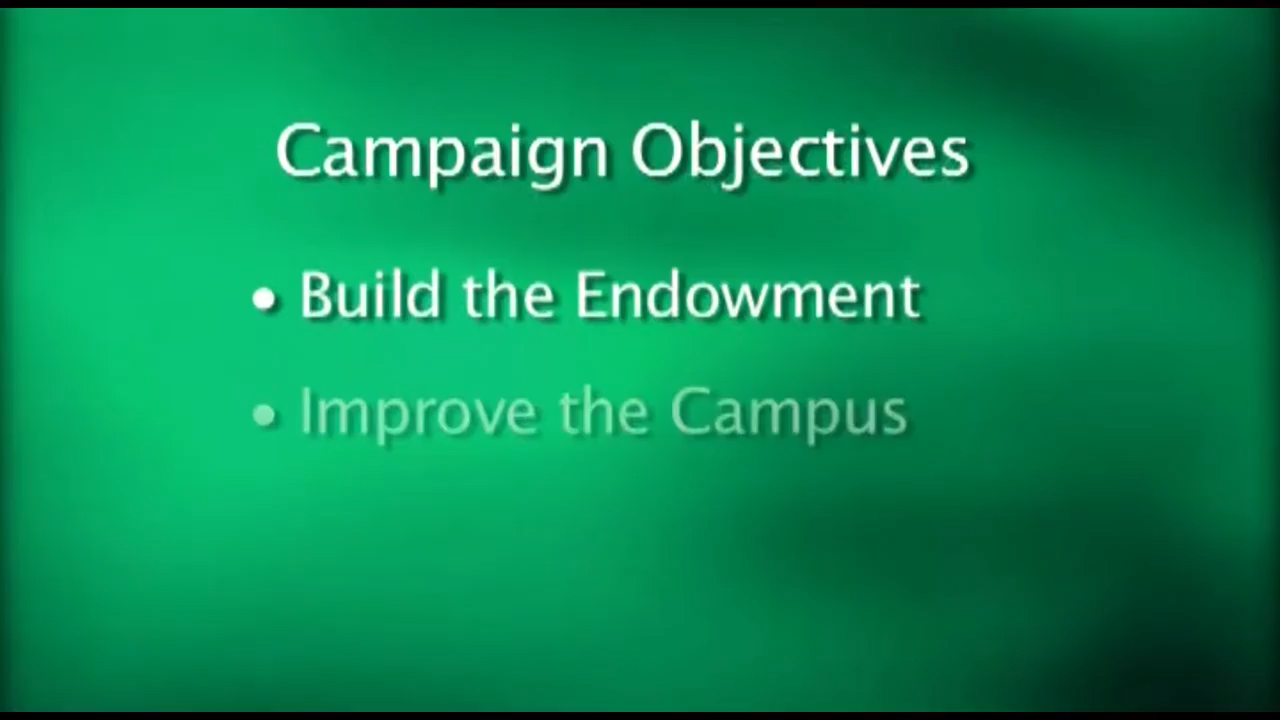 Campaign Objectives
• Build the Endowment
• Improve the Campus